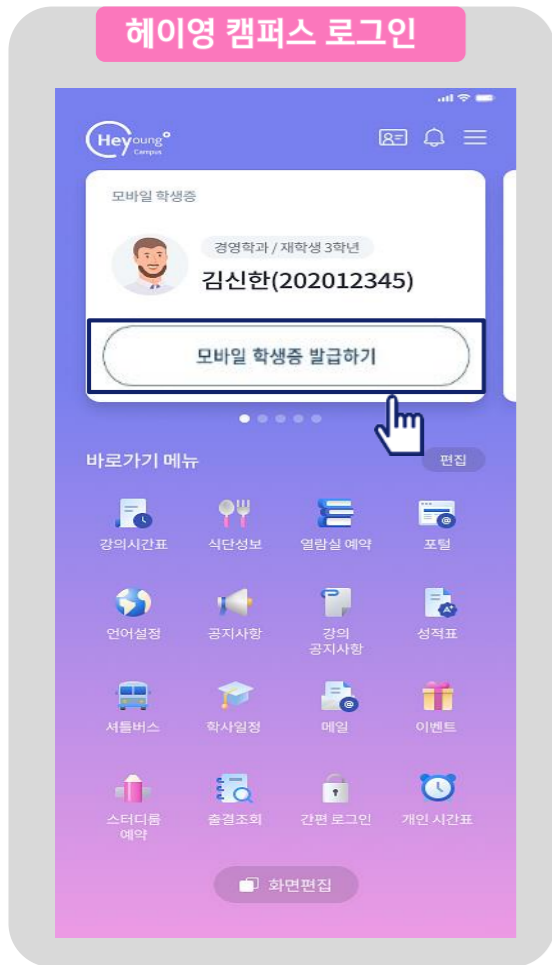 헤이영 캠퍼스 로그인
Heyoung
Campus
모바일 학생증
경영학과 / 재학생 3학년
김신한(202012345)
모바일 학생증 발급하기
바로가기 메뉴
편집
강의시간표 식단정보 열람실 예약 포털
언어설정 공지사항 강의 성적표
공지사항
셔틀버스 학사일정 메일 이벤트
스터디룸 출결조회 간편 로그인 개인 시간표
예약
화면편집